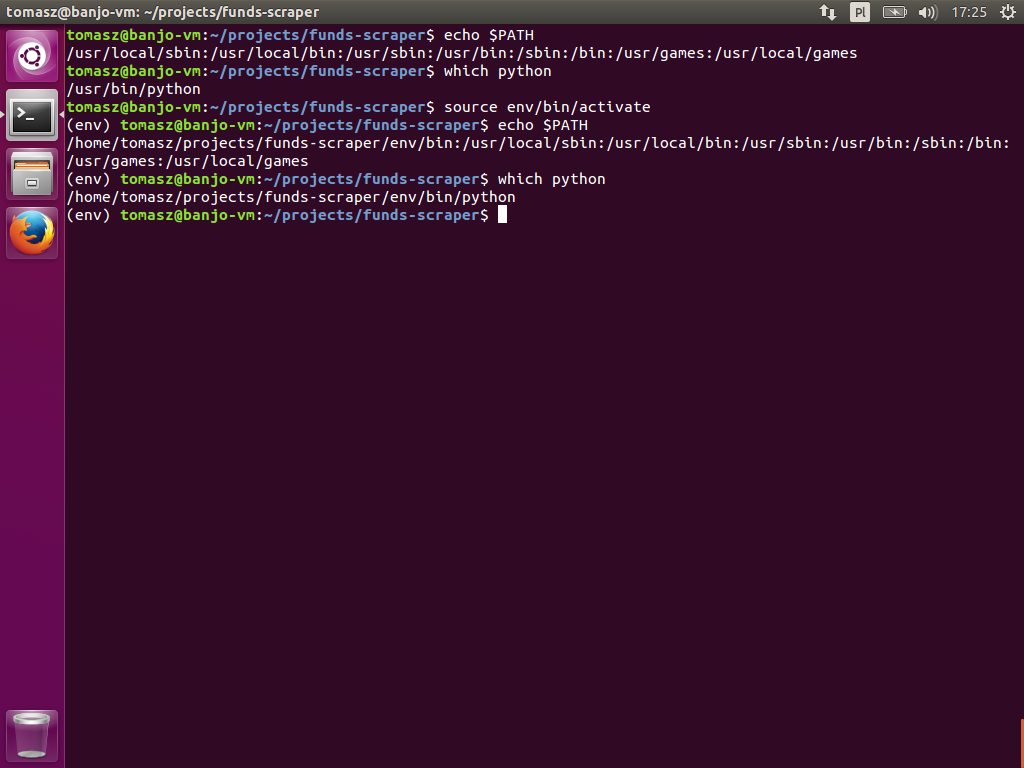 tomasz@banjo-vm: ~/projects/funds-scraper
Pl
17:25
tomasz@banjo-vm:~/projects/funds-scraper$ echo $PATH
/usr/local/sbin:/usr/local/bin:/usr/sbin:/usr/bin:/sbin:/bin:/usr/games:/usr/local/games
tomasz@banjo-vm:~/projects/funds-scraper$ which python
/usr/bin/python
tomasz@banjo-vm:~/projects/funds-scraper$ source env/bin/activate
(env) tomasz@banjo-vm:~/projects/funds-scraper$ echo $PATH
/home/tomasz/projects/funds-scraper/env/bin:/usr/local/sbin:/usr/local/bin:/usr/sbin:/usr/bin:/sbin:/bin:
/usr/games:/usr/local/games
(env) tomasz@banjo-vm:~/projects/funds-scraper$ which python
/home/tomasz/projects/funds-scraper/env/bin/python
(env) tomasz@banjo-vm:~/projects/funds-scraper$